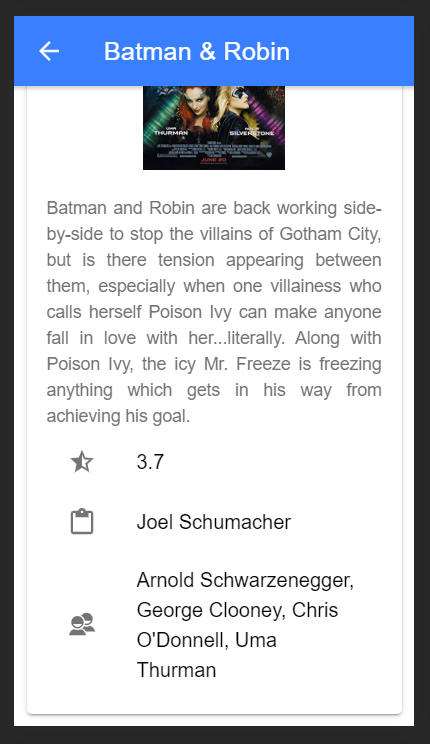 Batman & Robin
UMA
THURMAN
SILVERSTONE
JUNE 20
Batman and Robin are back working side-
by-side to stop the villains of Gotham City,
but is there tension appearing between
them, especially when one villainess who
calls herself Poison Ivy can make anyone
fall in love with her...literally. Along with
Poison Ivy, the icy Mr. Freeze is freezing
anything which gets in his way from
achieving his goal.
3.7
Joel Schumacher
Arnold Schwarzenegger,
George Clooney, Chris
O'Donnell, Uma
Thurman